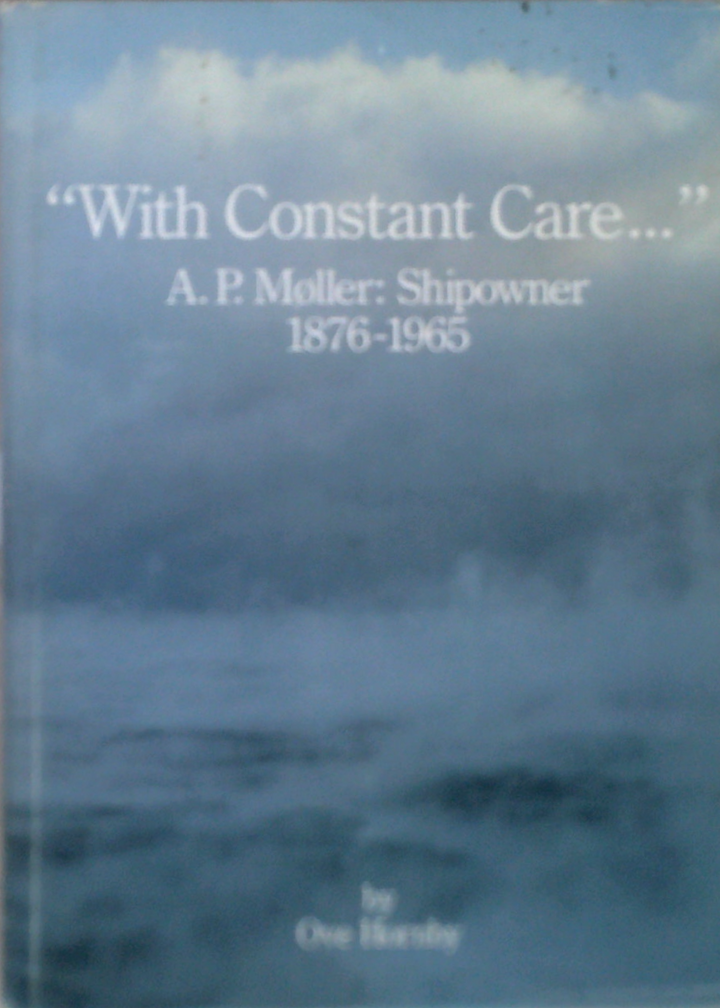 “With Constant Care...”
A. P. Møller: Shipowner
1876-1965
by
Ove Hornby